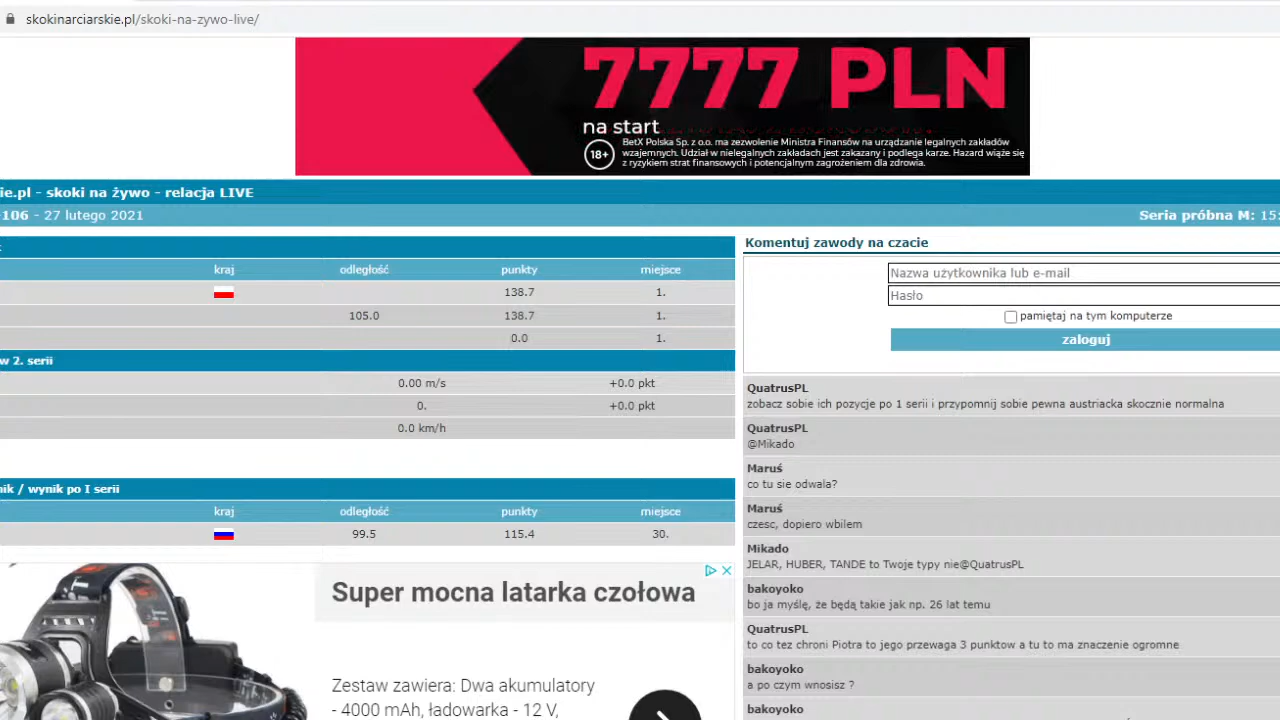 skokinarciarskie.pl/skoki-na-zywo-live/
7777 PLN
na start
18+
BetX Polska Sp. z o.o. ma zezwolenie Ministra Finansów na urządzanie legalnych zakładów
wzajemnych. Udział w nielegalnych zakładach jest zakazany i podlega karze. Hazard wiąże się
z ryzykiem strat finansowych i potencjalnym zagrożeniem dla zdrowia.
ie.pl - skoki na żywo - relacja LIVE
-106 - 27 lutego 2021
Seria próbna M: 15:
kraj odległość punkty miejsce
138.7 1.
105.0 138.7 1.
0.0 1.
w 2. serii
0.00 m/s +0.0 pkt
0. +0.0 pkt
0.0 km/h
nik / wynik po I serii
kraj odległość punkty miejsce
99.5 115.4 30.
Super mocna latarka czołowa
Zestaw zawiera: Dwa akumulatory
- 4000 mAh, ładowarka - 12 V,
Komentuj zawody na czacie
Nazwa użytkownika lub e-mail
Hasło
pamiętaj na tym komputerze
zaloguj
QuatrusPL
zobacz sobie ich pozycje po 1 serii i przypomnij sobie pewna austriacka skocznie normalna
QuatrusPL
@Mikado
Maruś
co tu sie odwala?
Maruś
czesc, dopiero wbilem
Mikado
JELAR, HUBER, TANDE to Twoje typy nie@QuatrusPL
bakoyoko
bo ja myślę, że będą takie jak np. 26 lat temu
QuatrusPL
to co tez chroni Piotra to jego przewaga 3 punktow a tu to ma znaczenie ogromne
bakoyoko
a po czym wnosisz ?
bakoyoko